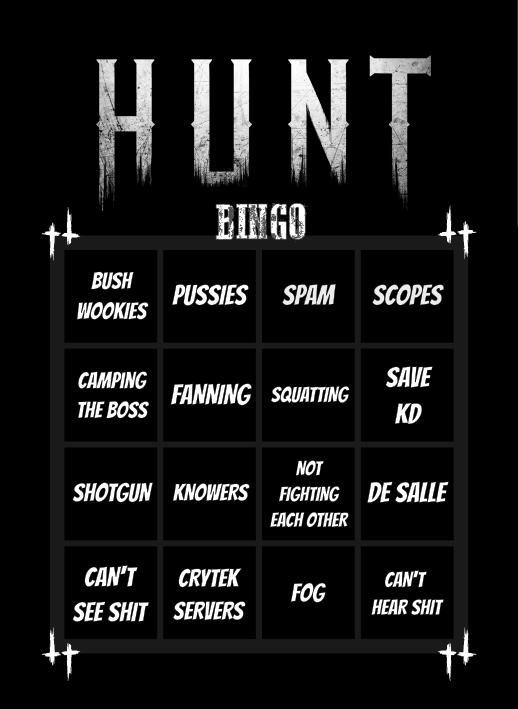 HUNT
BINGO
BUSH
WOOKIES
PUSSIES
SPAM
SCOPES
CAMPING
THE BOSS
FANNING
SQUATTING
SAVE
KD
SHOTGUN
KNOWERS
NOT
FIGHTING
EACH OTHER
DE SALLE
CAN'T
SEE SHIT
CRYTEK
SERVERS
FOG
CAN'T
HEAR SHIT